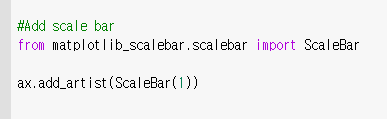 #Add scale bar
from matplotlib_scalebar.scalebar import ScaleBar
ax.add_artist(ScaleBar(1))